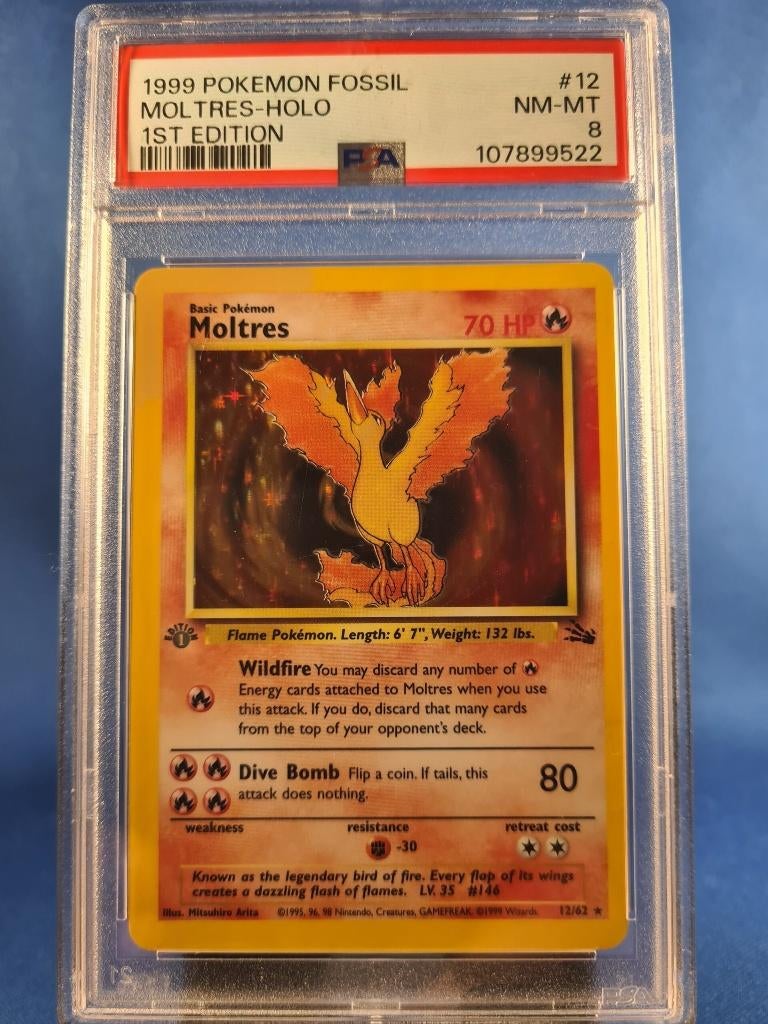 1999 POKEMON FOSSIL #12
MOLTRES-HOLO NM-MT
1ST EDITION 8
PSA 107899522
Basic Pokémon
Moltres 70 HP
EDITION
1
Flame Pokémon. Length: 6' 7", Weight: 132 lbs.
Wildfire You may discard any number of
Energy cards attached to Moltres when you use
this attack. If you do, discard that many cards
from the top of your opponent's deck.
Dive Bomb Flip a coin. If tails, this 80
attack does nothing.
weakness resistance retreat cost
-30
Known as the legendary bird of fire. Every flap of its wings
creates a dazzling flash of flames. LV. 35 #146
Illus. Mitsuhiro Arita ©1995, 96, 98 Nintendo, Creatures, GAMEFREAK. ©1999 Wizards. 12/62 ★